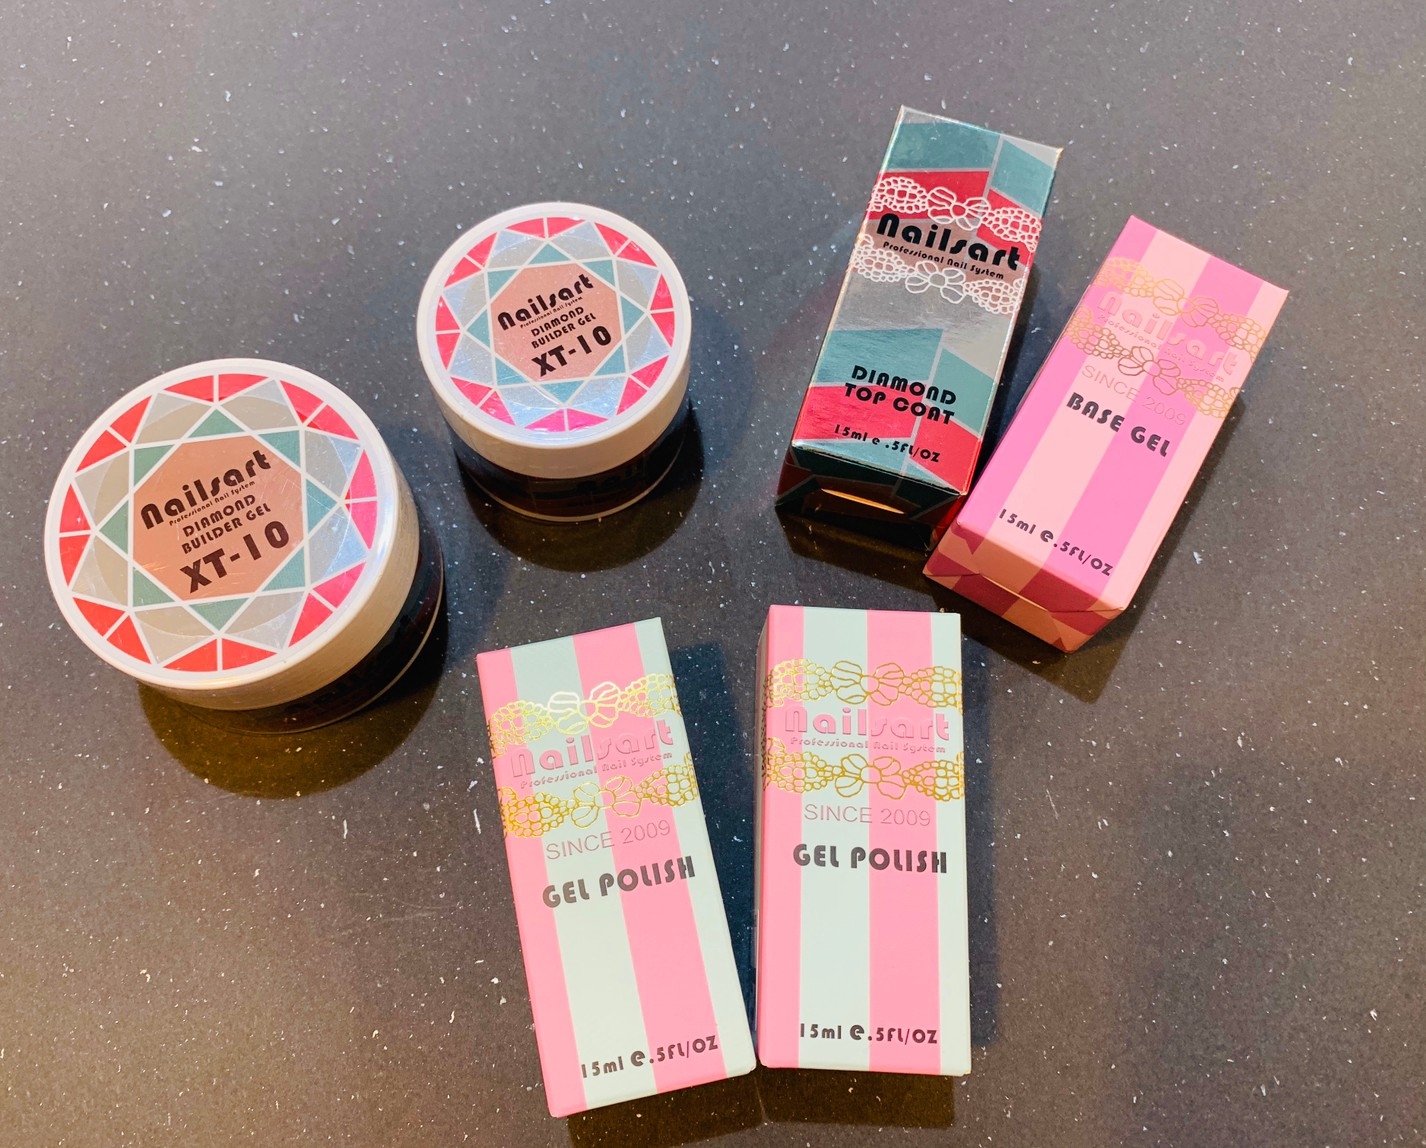 Nailsart
Professional Nail System
DIAMOND
BUILDER GEL
XT-10
Nailsart
Professional Nail System
DIAMOND
BUILDER GEL
XT-10
Nailsart
Professional Nail System
DIAMOND
TOP COAT
15ml e .5FL/OZ
Nailsart
Professional Nail System
SINCE 2009
BASE GEL
15ml e .5FL/OZ
Nailsart
Professional Nail System
SINCE 2009
GEL POLISH
15ml e .5FL/OZ
Nailsart
Professional Nail System
SINCE 2009
GEL POLISH
15ml e .5FL/OZ